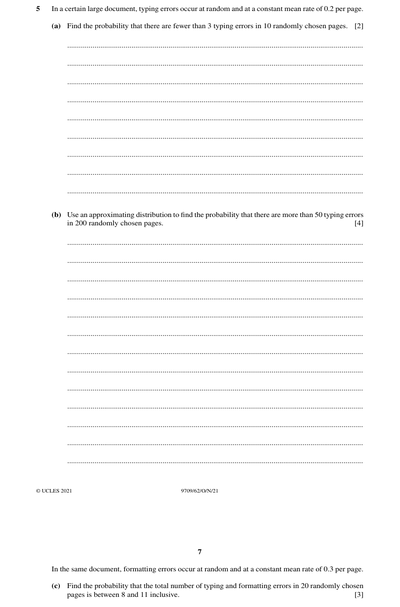 5 In a certain large document, typing errors occur at random and at a constant mean rate of 0.2 per page.
(a) Find the probability that there are fewer than 3 typing errors in 10 randomly chosen pages. [2]
(b) Use an approximating distribution to find the probability that there are more than 50 typing errors
in 200 randomly chosen pages. [4]
© UCLES 2021 9709/62/O/N/21
7
In the same document, formatting errors occur at random and at a constant mean rate of 0.3 per page.
(c) Find the probability that the total number of typing and formatting errors in 20 randomly chosen
pages is between 8 and 11 inclusive. [3]